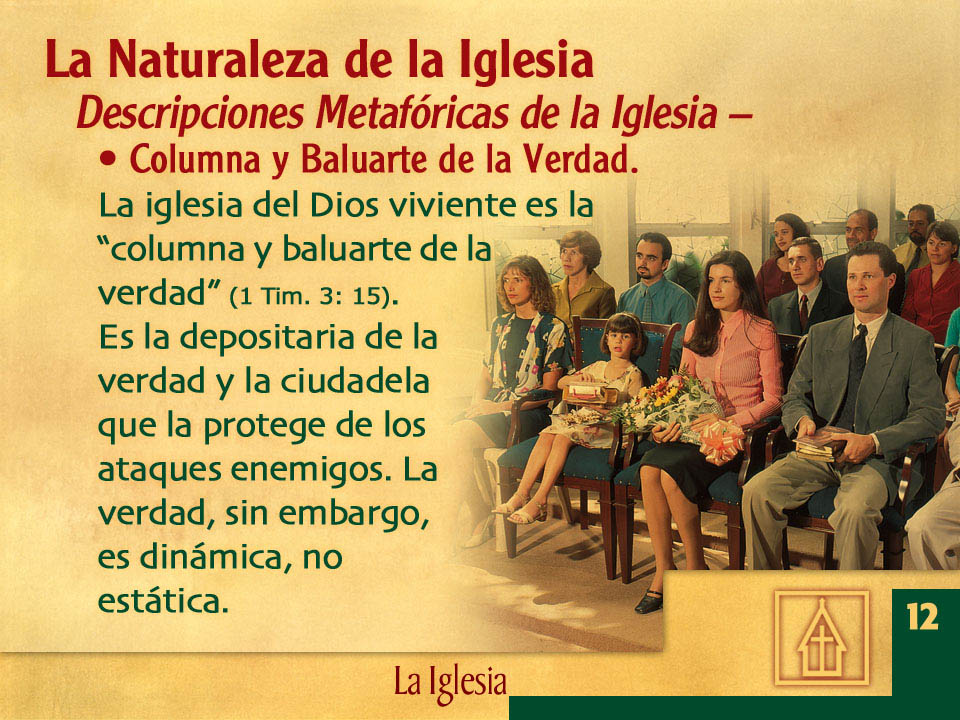 La Naturaleza de la Iglesia
Descripciones Metafóricas de la Iglesia –
• Columna y Baluarte de la Verdad.
La iglesia del Dios viviente es la
“columna y baluarte de la
verdad” (1 Tim. 3: 15).
Es la depositaria de la
verdad y la ciudadela
que la protege de los
ataques enemigos. La
verdad, sin embargo,
es dinámica, no
estática.
12
La Iglesia